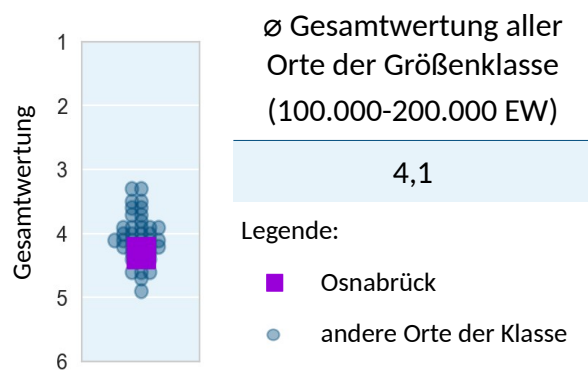 ø Gesamtwertung aller
Orte der Größenklasse
(100.000-200.000 EW)
4,1
Gesamtwertung
1
2
3
4
5
6
Legende:
Osnabrück
andere Orte der Klasse